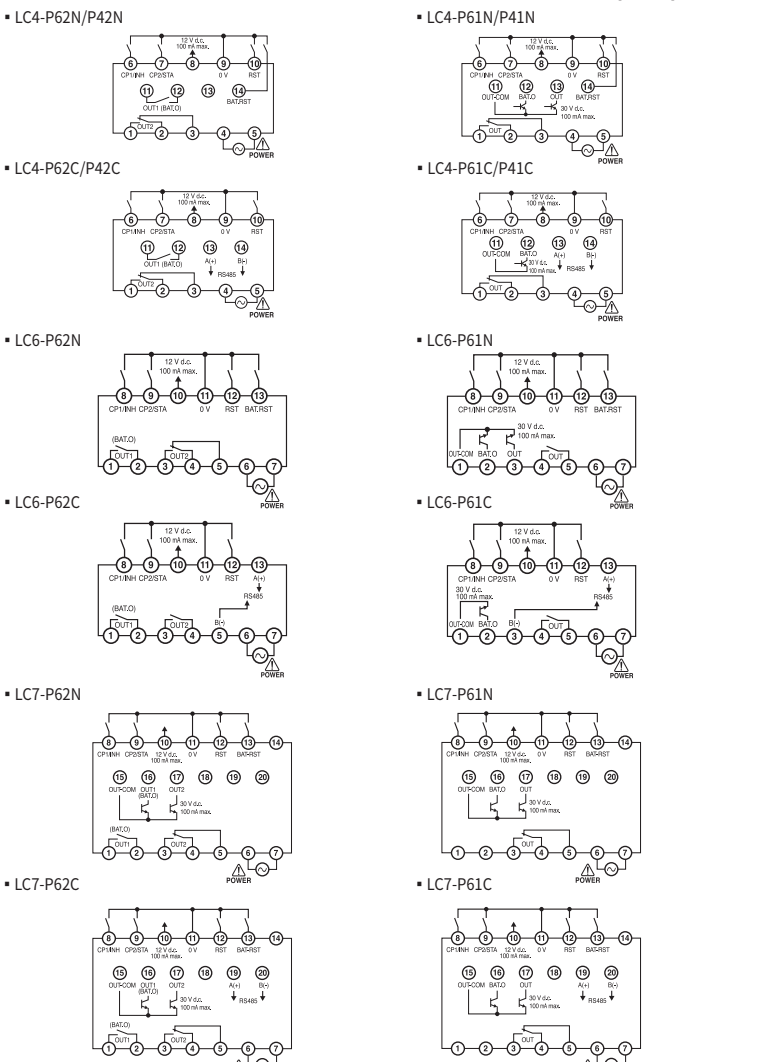 ▪ LC4-P62N/P42N
12 V d.c.
100 mA max.
6 7 8 9 10
CP1/INH CP2/STA 0 V RST
11 12 13 14
OUT1 (BAT.O) BAT.RST
OUT2
1 2 3 4 5
POWER
▪ LC4-P61N/P41N
12 V d.c.
100 mA max.
6 7 8 9 10
CP1/INH CP2/STA 0 V RST
11 12 13 14
OUT-COM BAT.O OUT BAT.RST
30 V d.c.
100 mA max.
OUT
1 2 3 4 5
POWER
▪ LC4-P62C/P42C
12 V d.c.
100 mA max.
6 7 8 9 10
CP1/INH CP2/STA 0 V RST
11 12 13 14
OUT1 (BAT.O) A(+) B(-)
RS485
OUT2
1 2 3 4 5
POWER
▪ LC4-P61C/P41C
12 V d.c.
100 mA max.
6 7 8 9 10
CP1/INH CP2/STA 0 V RST
11 12 13 14
OUT-COM BAT.O A(+) B(-)
30 V d.c.
100 mA max. RS485
OUT
1 2 3 4 5
POWER
▪ LC6-P62N
12 V d.c.
100 mA max.
8 9 10 11 12 13
CP1/INH CP2/STA 0 V RST BAT.RST
(BAT.O)
OUT1 OUT2
1 2 3 4 5 6 7
POWER
▪ LC6-P61N
12 V d.c.
100 mA max.
8 9 10 11 12 13
CP1/INH CP2/STA 0 V RST BAT.RST
30 V d.c.
100 mA max.
OUT-COM BAT.O OUT OUT
1 2 3 4 5 6 7
POWER
▪ LC6-P62C
12 V d.c.
100 mA max.
8 9 10 11 12 13
CP1/INH CP2/STA 0 V RST A(+)
RS485
(BAT.O)
OUT1 OUT2 B(-)
1 2 3 4 5 6 7
POWER
▪ LC6-P61C
12 V d.c.
100 mA max.
8 9 10 11 12 13
CP1/INH CP2/STA 0 V RST A(+)
30 V d.c.
100 mA max.
RS485
OUT-COM BAT.O B(-) OUT
1 2 3 4 5 6 7
POWER
▪ LC7-P62N
8 9 10 11 12 13 14
CP1/INH CP2/STA 12 V d.c. 0 V RST BAT-RST
100 mA max.
15 16 17 18 19 20
OUT-COM OUT1 OUT2
(BAT.O)
30 V d.c.
100 mA max.
(BAT.O)
OUT1 OUT2
1 2 3 4 5 6 7
POWER
▪ LC7-P61N
8 9 10 11 12 13 14
CP1/INH CP2/STA 12 V d.c. 0 V RST BAT-RST
100 mA max.
15 16 17 18 19 20
OUT-COM BAT.O OUT
30 V d.c.
100 mA max.
OUT
1 2 3 4 5 6 7
POWER
▪ LC7-P62C
8 9 10 11 12 13 14
CP1/INH CP2/STA 12 V d.c. 0 V RST BAT-RST
100 mA max.
15 16 17 18 19 20
OUT-COM OUT1 OUT2 A(+) B(-)
(BAT.O)
30 V d.c. RS485
100 mA max.
(BAT.O)
OUT1 OUT2
1 2 3 4 5 6 7
▪ LC7-P61C
8 9 10 11 12 13 14
CP1/INH CP2/STA 12 V d.c. 0 V RST BAT-RST
100 mA max.
15 16 17 18 19 20
OUT-COM BAT.O OUT A(+) B(-)
30 V d.c. RS485
100 mA max.
OUT
1 2 3 4 5 6 7